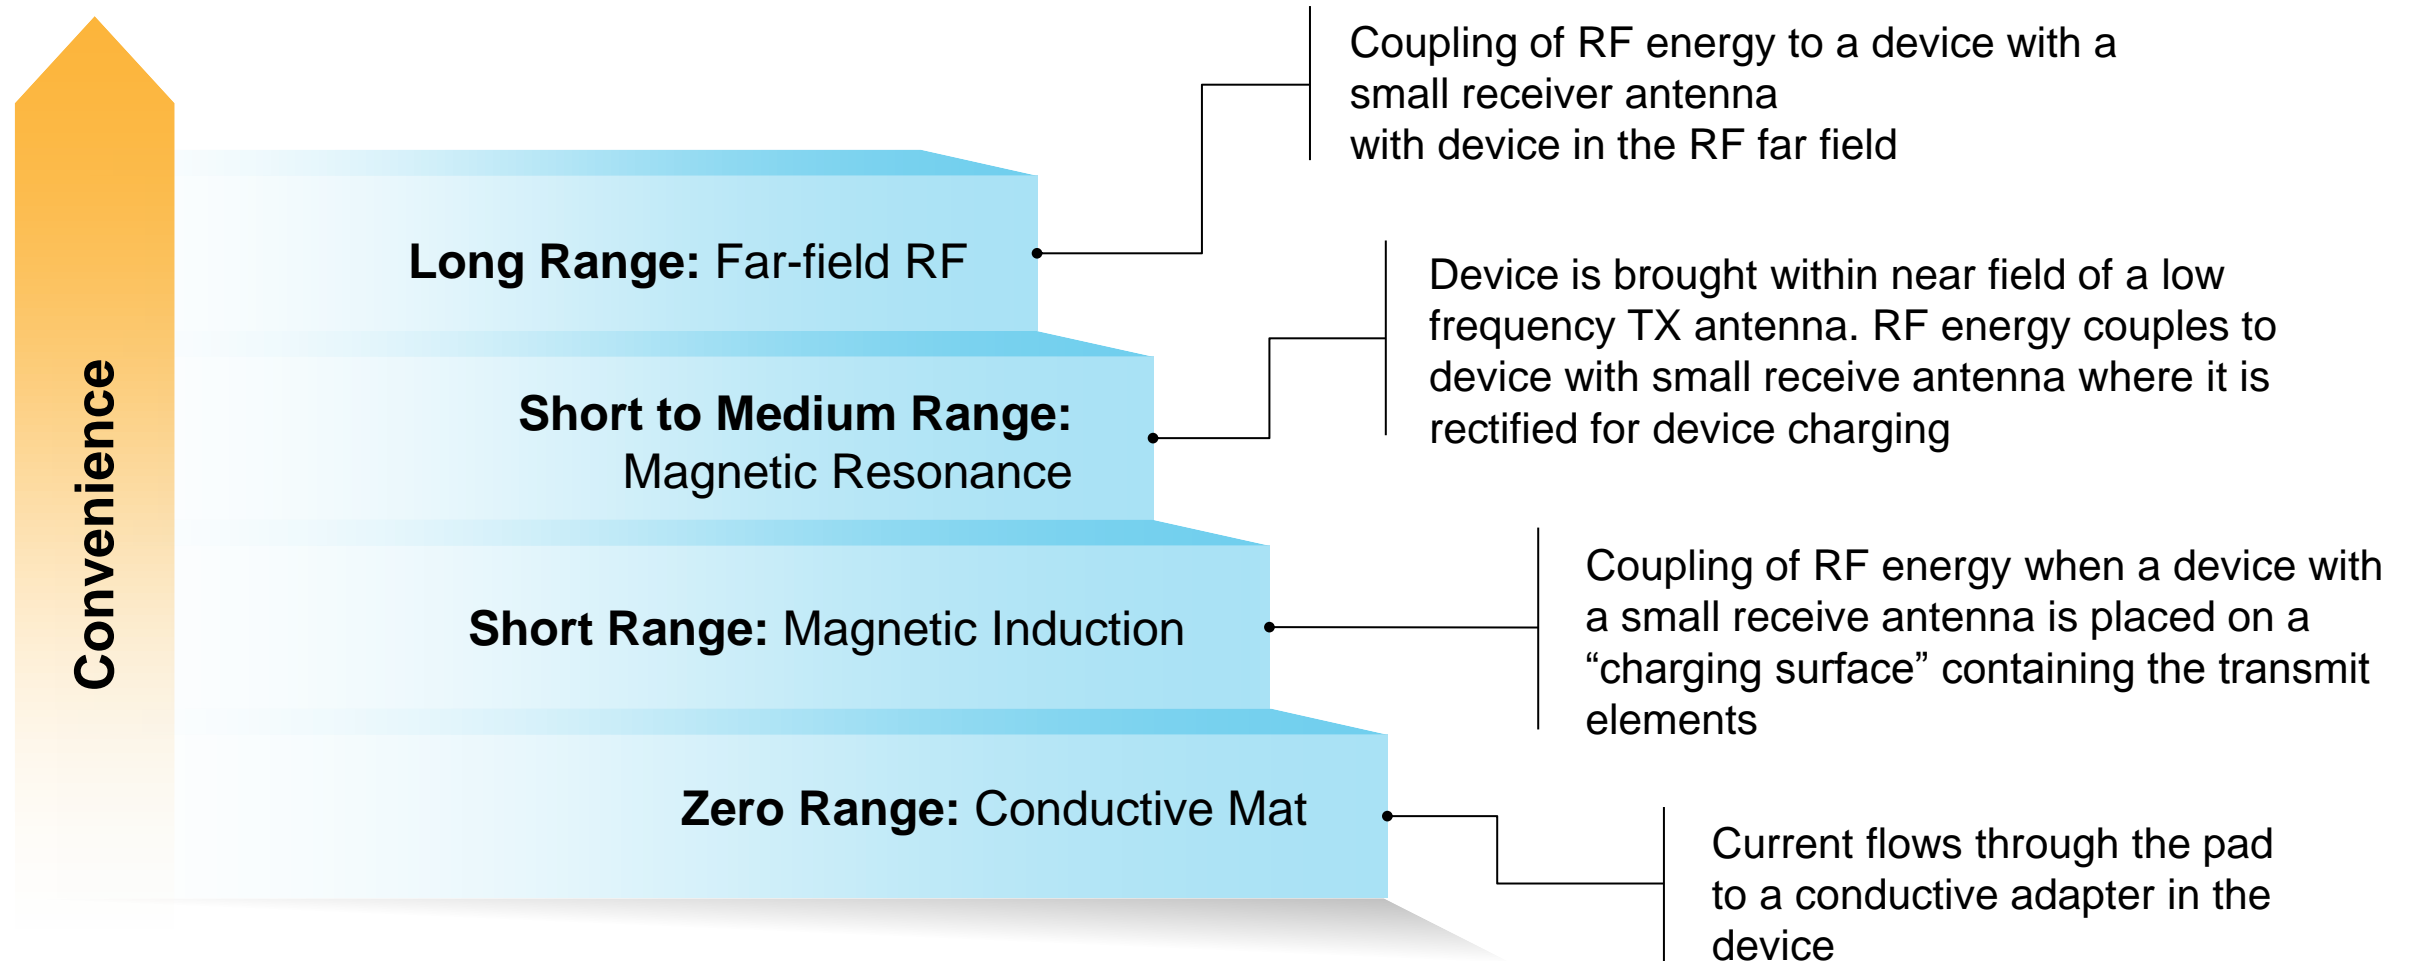 Convenience
Long Range: Far-field RF
Coupling of RF energy to a device with a
small receiver antenna
with device in the RF far field
Short to Medium Range:
Magnetic Resonance
Device is brought within near field of a low
frequency TX antenna. RF energy couples to
device with small receive antenna where it is
rectified for device charging
Short Range: Magnetic Induction
Coupling of RF energy when a device with
a small receive antenna is placed on a
“charging surface” containing the transmit
elements
Zero Range: Conductive Mat
Current flows through the pad
to a conductive adapter in the
device